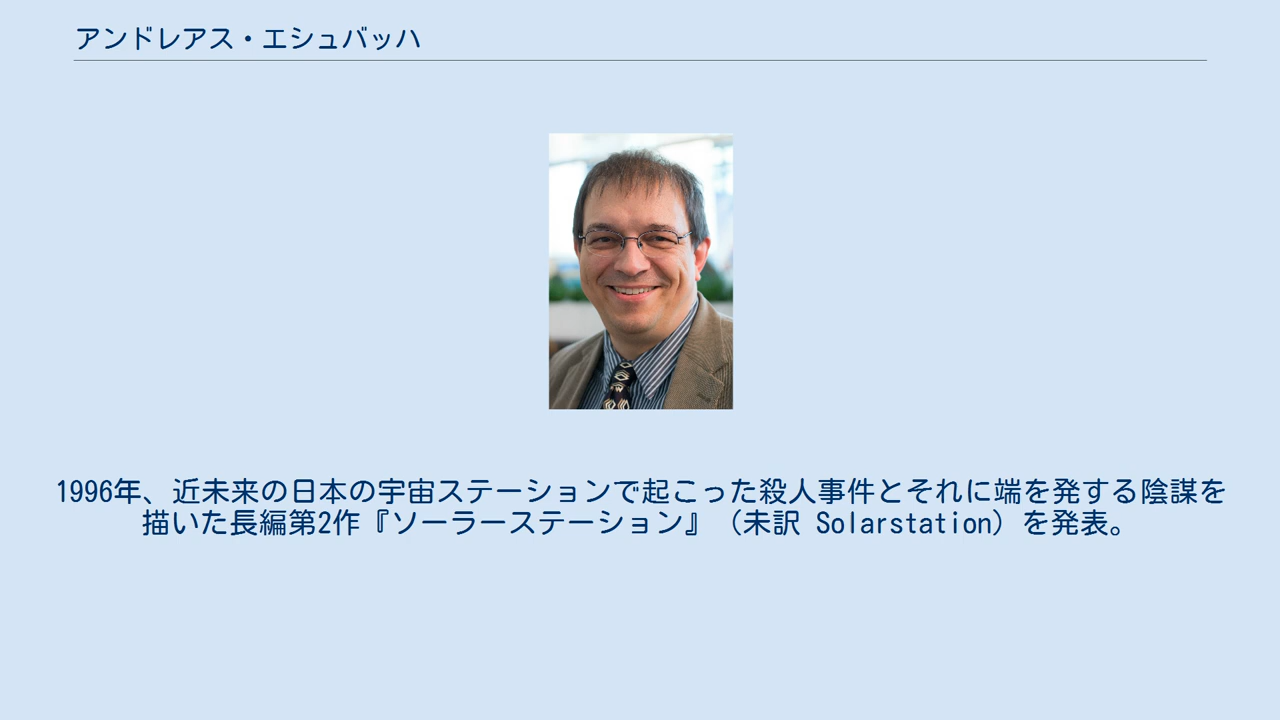 アンドレアス・エシュバッハ
1996年、近未来の日本の宇宙ステーションで起こった殺人事件とそれに端を発する陰謀を
描いた長編第2作『ソーラーステーション』（未訳 Solarstation）を発表。